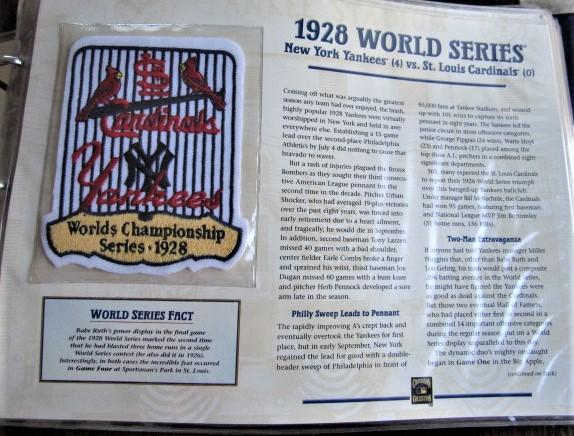 1928 WORLD SERIES
New York Yankees (4) vs. St. Louis Cardinals (0)
Cardinals
Yankees
Worlds Championship
Series · 1928
WORLD SERIES FACT
Babe Ruth's power display in the final game
of the 1928 World Series marked the second time
that he had blasted three home runs in a single
World Series contest (he also did it in 1926).
Interestingly, in both cases the incredible feat occurred
in Game Four at Sportsman's Park in St. Louis.
Coming off what was arguably the greatest
season any team had ever enjoyed, the brash,
highly popular 1928 Yankees were virtually
worshipped in New York and held in awe
everywhere else. Establishing a 13-game
lead over the second-place Philadelphia
Athletics by July 4 did nothing to cause that
bravado to waver.
But a rash of injuries plagued the Bronx
Bombers as they sought their third consecu-
tive American League pennant for the
second time in the decade. Pitcher Urban
Shocker, who had averaged 19-plus victories
over the past eight years, was forced into
early retirement due to a heart ailment,
and tragically, he would die in September.
In addition, second baseman Tony Lazzeri
missed 40 games with a bad shoulder,
center fielder Earle Combs broke a finger
and sprained his wrist, third baseman Joe
Dugan missed 60 games with a bum knee
and pitcher Herb Pennock developed a sore
arm late in the season.
Philly Sweep Leads to Pennant
The rapidly improving A's crept back and
eventually overtook the Yankees for first
place, but in early September, New York
regained the lead for good with a double-
header sweep of Philadelphia in front of
85,000 fans at Yankee Stadium, and wound
up with 101 wins to capture its sixth
pennant in eight years. The Yankees led the
junior circuit in most offensive categories,
while George Pipgras (24 wins), Waite Hoyt
(23) and Pennock (17) placed among the
top three A.L. pitchers in a combined eight
significant departments.
Still, many expected the St. Louis Cardinals
to repeat their 1926 World Series triumph
over this banged-up Yankees ballclub.
Under manager Bill McKechnie, the Cardinals
had won 95 games, featuring first baseman
and National League MVP Jim Bottomley
(31 home runs, 136 RBIs).
Two-Man Extravaganza
If anyone had told Yankees manager Miller
Huggins that, other than Babe Ruth and
Lou Gehrig, his team would post a composite
.196 batting average in the World Series,
he might have figured the Yankees were
as good as dead against the Cardinals.
But those two eventual Hall of Famers,
who had placed either first or second in a
combined 14 important offensive categories
during the regular season, put on a World
Series display unparalleled to this day.
The dynamic duo's mighty onslaught
began in Game One in the Big Apple,
(continued on back)